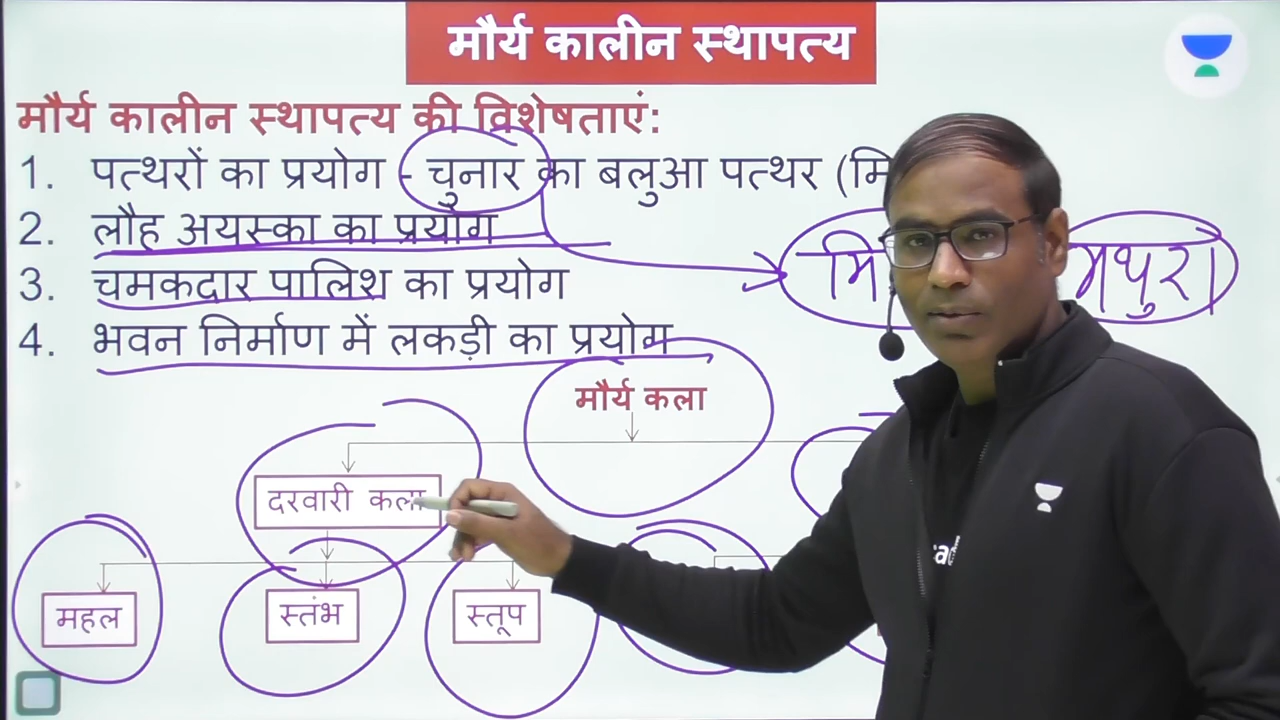 मौर्य कालीन स्थापत्य
मौर्य कालीन स्थापत्य की विशेषताएं:
1. पत्थरों का प्रयोग - चुनार का बलुआ पत्थर (मि
2. लौह अयस्का का प्रयोग
3. चमकदार पालिश का प्रयोग
4. भवन निर्माण में लकड़ी का प्रयोग
मि मथुरा
मौर्य कला
दरवारी कला
महल स्तंभ स्तूप